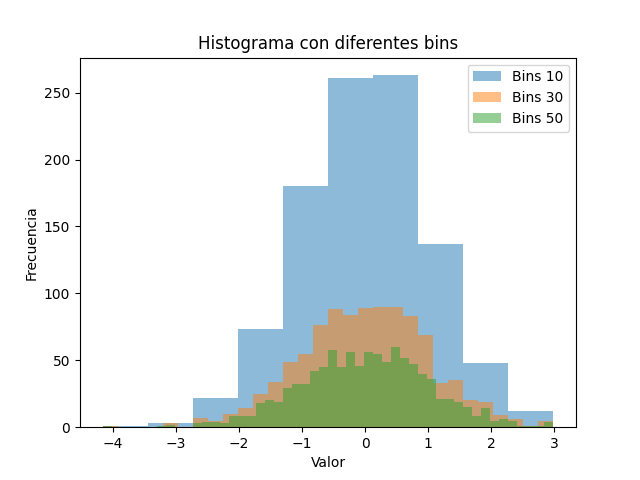 Histograma con diferentes bins
Bins 10
Bins 30
Bins 50
Frecuencia
250
200
150
100
50
0
−4
−3
−2
−1
0
1
2
3
Valor